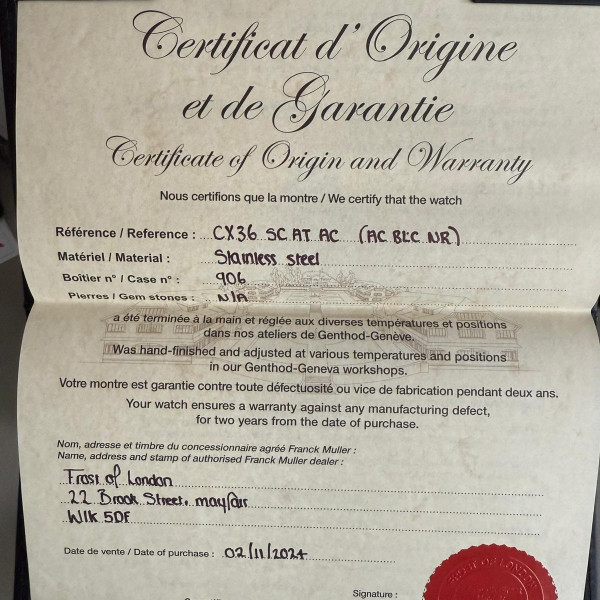 Certificat d'Origine
et de Garantie
Certificate of Origin and Warranty
Nous certifions que la montre / We certify that the watch
Référence / Reference : CX36 SC AT AC (AC BLC NR)
Matériel / Material : Stainless steel
Boîtier n° / Case n° : 906
Pierres / Gem stones : N/A
a été terminée à la main et réglée aux diverses températures et positions
dans nos ateliers de Genthod-Genève.
Was hand-finished and adjusted at various temperatures and positions
in our Genthod-Geneva workshops.
Votre montre est garantie contre toute défectuosité ou vice de fabrication pendant deux ans.
Your watch ensures a warranty against any manufacturing defect,
for two years from the date of purchase.
Nom, adresse et timbre du concessionnaire agréé Franck Muller :
Name, address and stamp of authorised Franck Muller dealer :
Frost of London
22 Brook Street, mayfair
W1K 5DF
Date de vente / Date of purchase : 02/11/2024
Signature :
OF LONDON